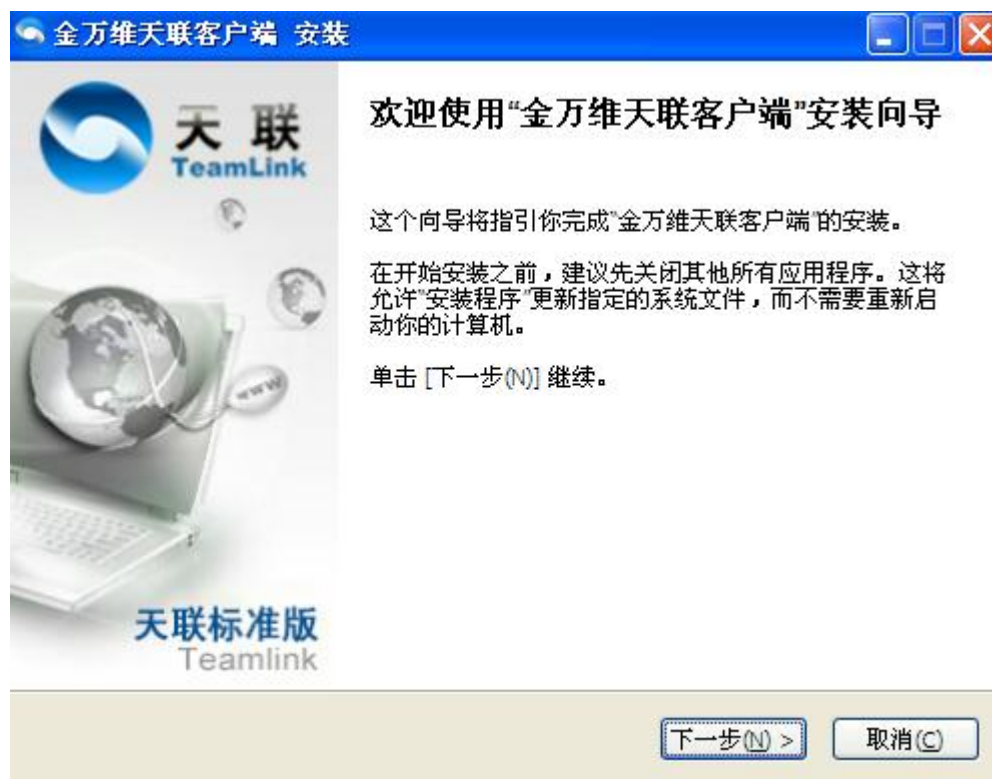 金万维天联客户端 安装
天联
TeamLink
欢迎使用“金万维天联客户端”安装向导
这个向导将指引你完成“金万维天联客户端”的安装。
在开始安装之前，建议先关闭其他所有应用程序。这将
允许“安装程序”更新指定的系统文件，而不需要重新启
动你的计算机。
单击 [下一步(N)] 继续。
www
天联标准版
Teamlink
下一步(N) >
取消(C)